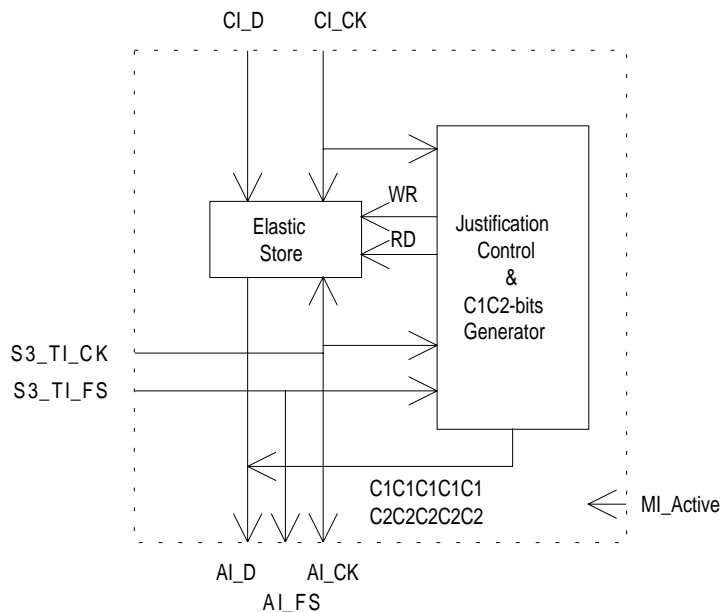 CI_D
CI_CK
WR
RD
Elastic
Store
Justification
Control
&
C1C2-bits
Generator
S3_TI_CK
S3_TI_FS
C1C1C1C1C1
C2C2C2C2C2
MI_Active
AI_D
AI_CK
AI_FS